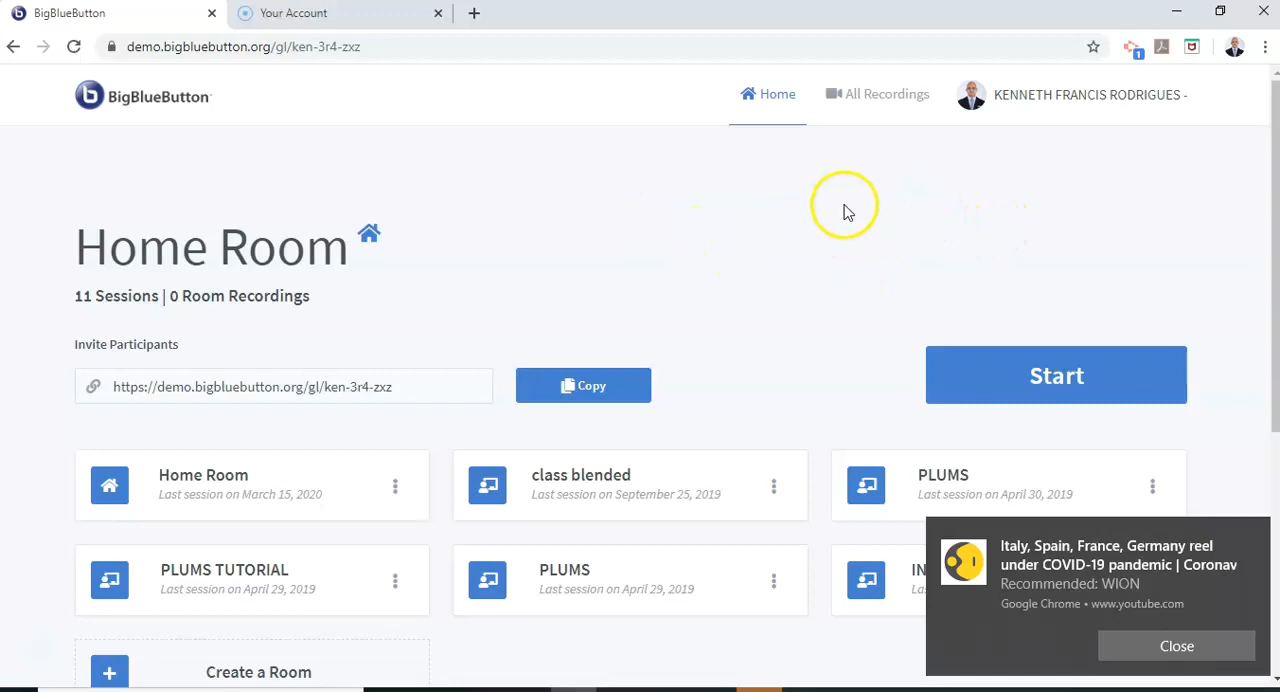 BigBlueButton
Your Account
demo.bigbluebutton.org/gl/ken-3r4-zxz
1
BigBlueButton
Home
All Recordings
KENNETH FRANCIS RODRIGUES -
Home Room
11 Sessions | 0 Room Recordings
Invite Participants
https://demo.bigbluebutton.org/gl/ken-3r4-zxz
Copy
Start
Home Room
Last session on March 15, 2020
class blended
Last session on September 25, 2019
PLUMS
Last session on April 30, 2019
PLUMS TUTORIAL
Last session on April 29, 2019
PLUMS
Last session on April 29, 2019
IN
La
Italy, Spain, France, Germany reel
under COVID-19 pandemic | Coronav
Recommended: WION
Google Chrome • www.youtube.com
Close
Create a Room